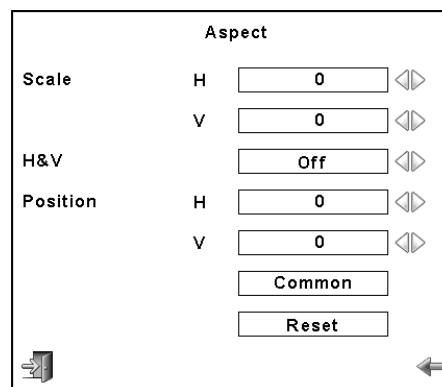 Aspect
Scale H 0
V 0
H&V Off
Position H 0
V 0
Common
Reset